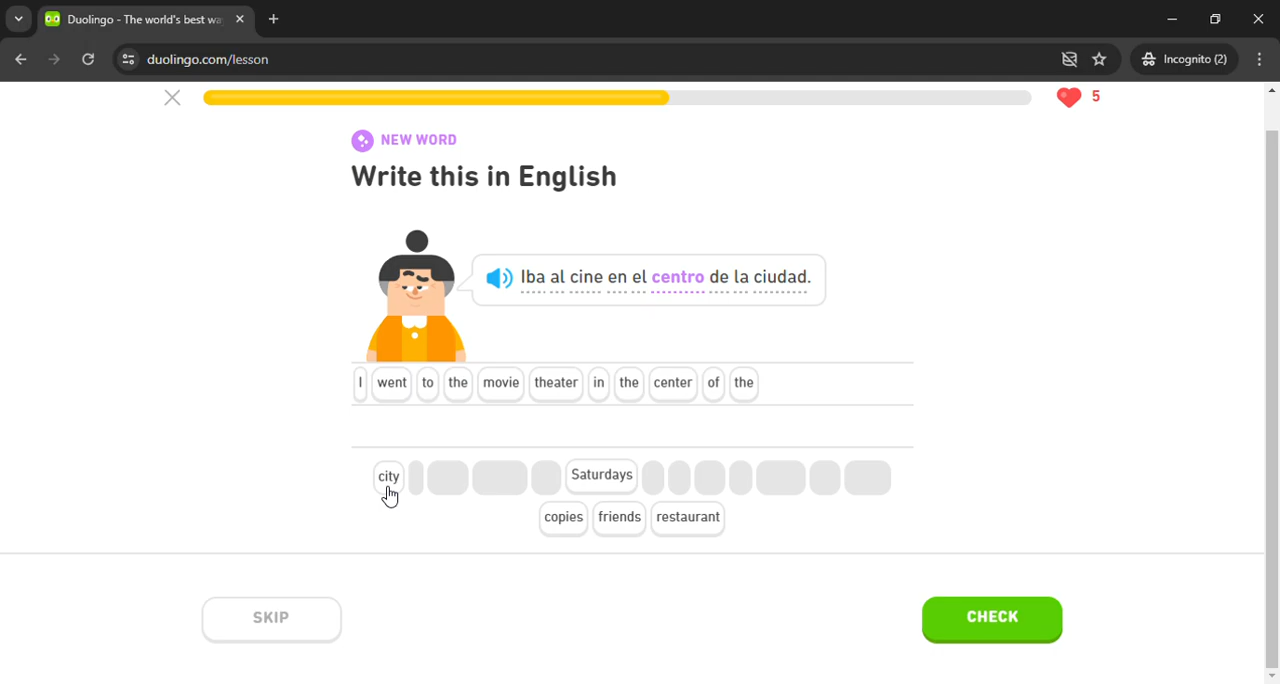 Duolingo - The world's best wa
duolingo.com/lesson
Incognito (2)
5
NEW WORD
Write this in English
Iba al cine en el centro de la ciudad.
I went to the movie theater in the center of the
city Saturdays
copies friends restaurant
SKIP CHECK